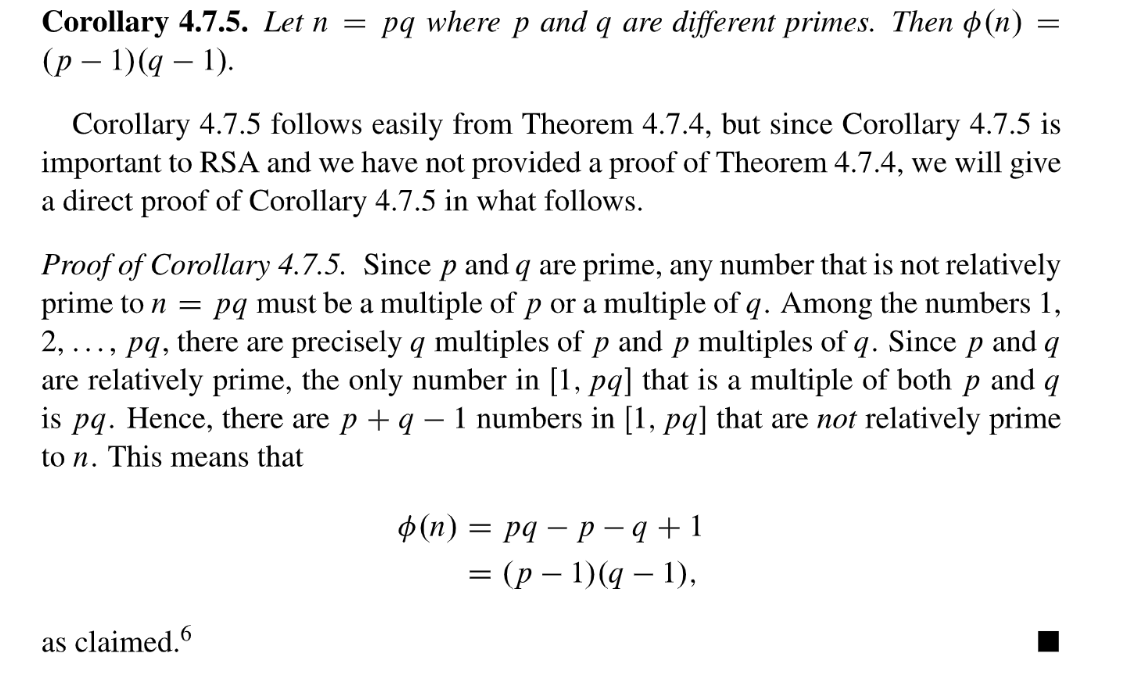 Corollary 4.7.5. Let n = pq where p and q are different primes. Then ϕ(n) =
(p − 1)(q − 1).
Corollary 4.7.5 follows easily from Theorem 4.7.4, but since Corollary 4.7.5 is
important to RSA and we have not provided a proof of Theorem 4.7.4, we will give
a direct proof of Corollary 4.7.5 in what follows.
Proof of Corollary 4.7.5. Since p and q are prime, any number that is not relatively
prime to n = pq must be a multiple of p or a multiple of q. Among the numbers 1,
2, . . . , pq, there are precisely q multiples of p and p multiples of q. Since p and q
are relatively prime, the only number in [1, pq] that is a multiple of both p and q
is pq. Hence, there are p + q − 1 numbers in [1, pq] that are not relatively prime
to n. This means that
ϕ(n) = pq − p − q + 1
= (p − 1)(q − 1),
as claimed.⁶ ■